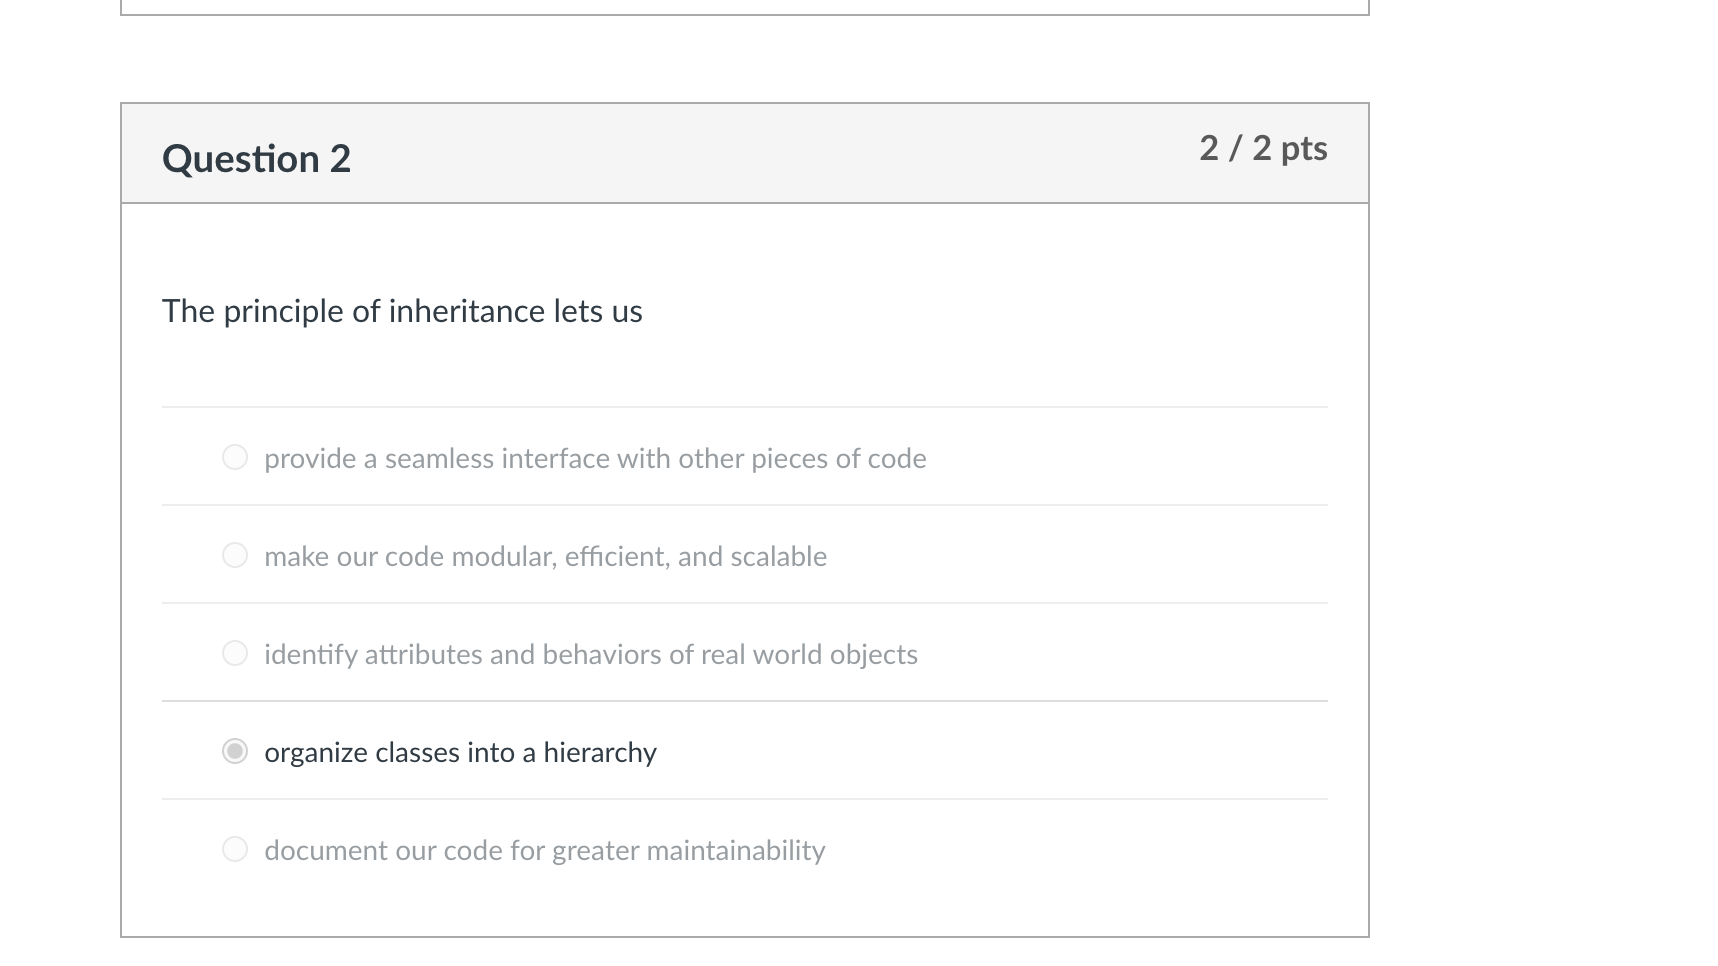 Question 2
2 / 2 pts
The principle of inheritance lets us
provide a seamless interface with other pieces of code
make our code modular, efficient, and scalable
identify attributes and behaviors of real world objects
organize classes into a hierarchy
document our code for greater maintainability